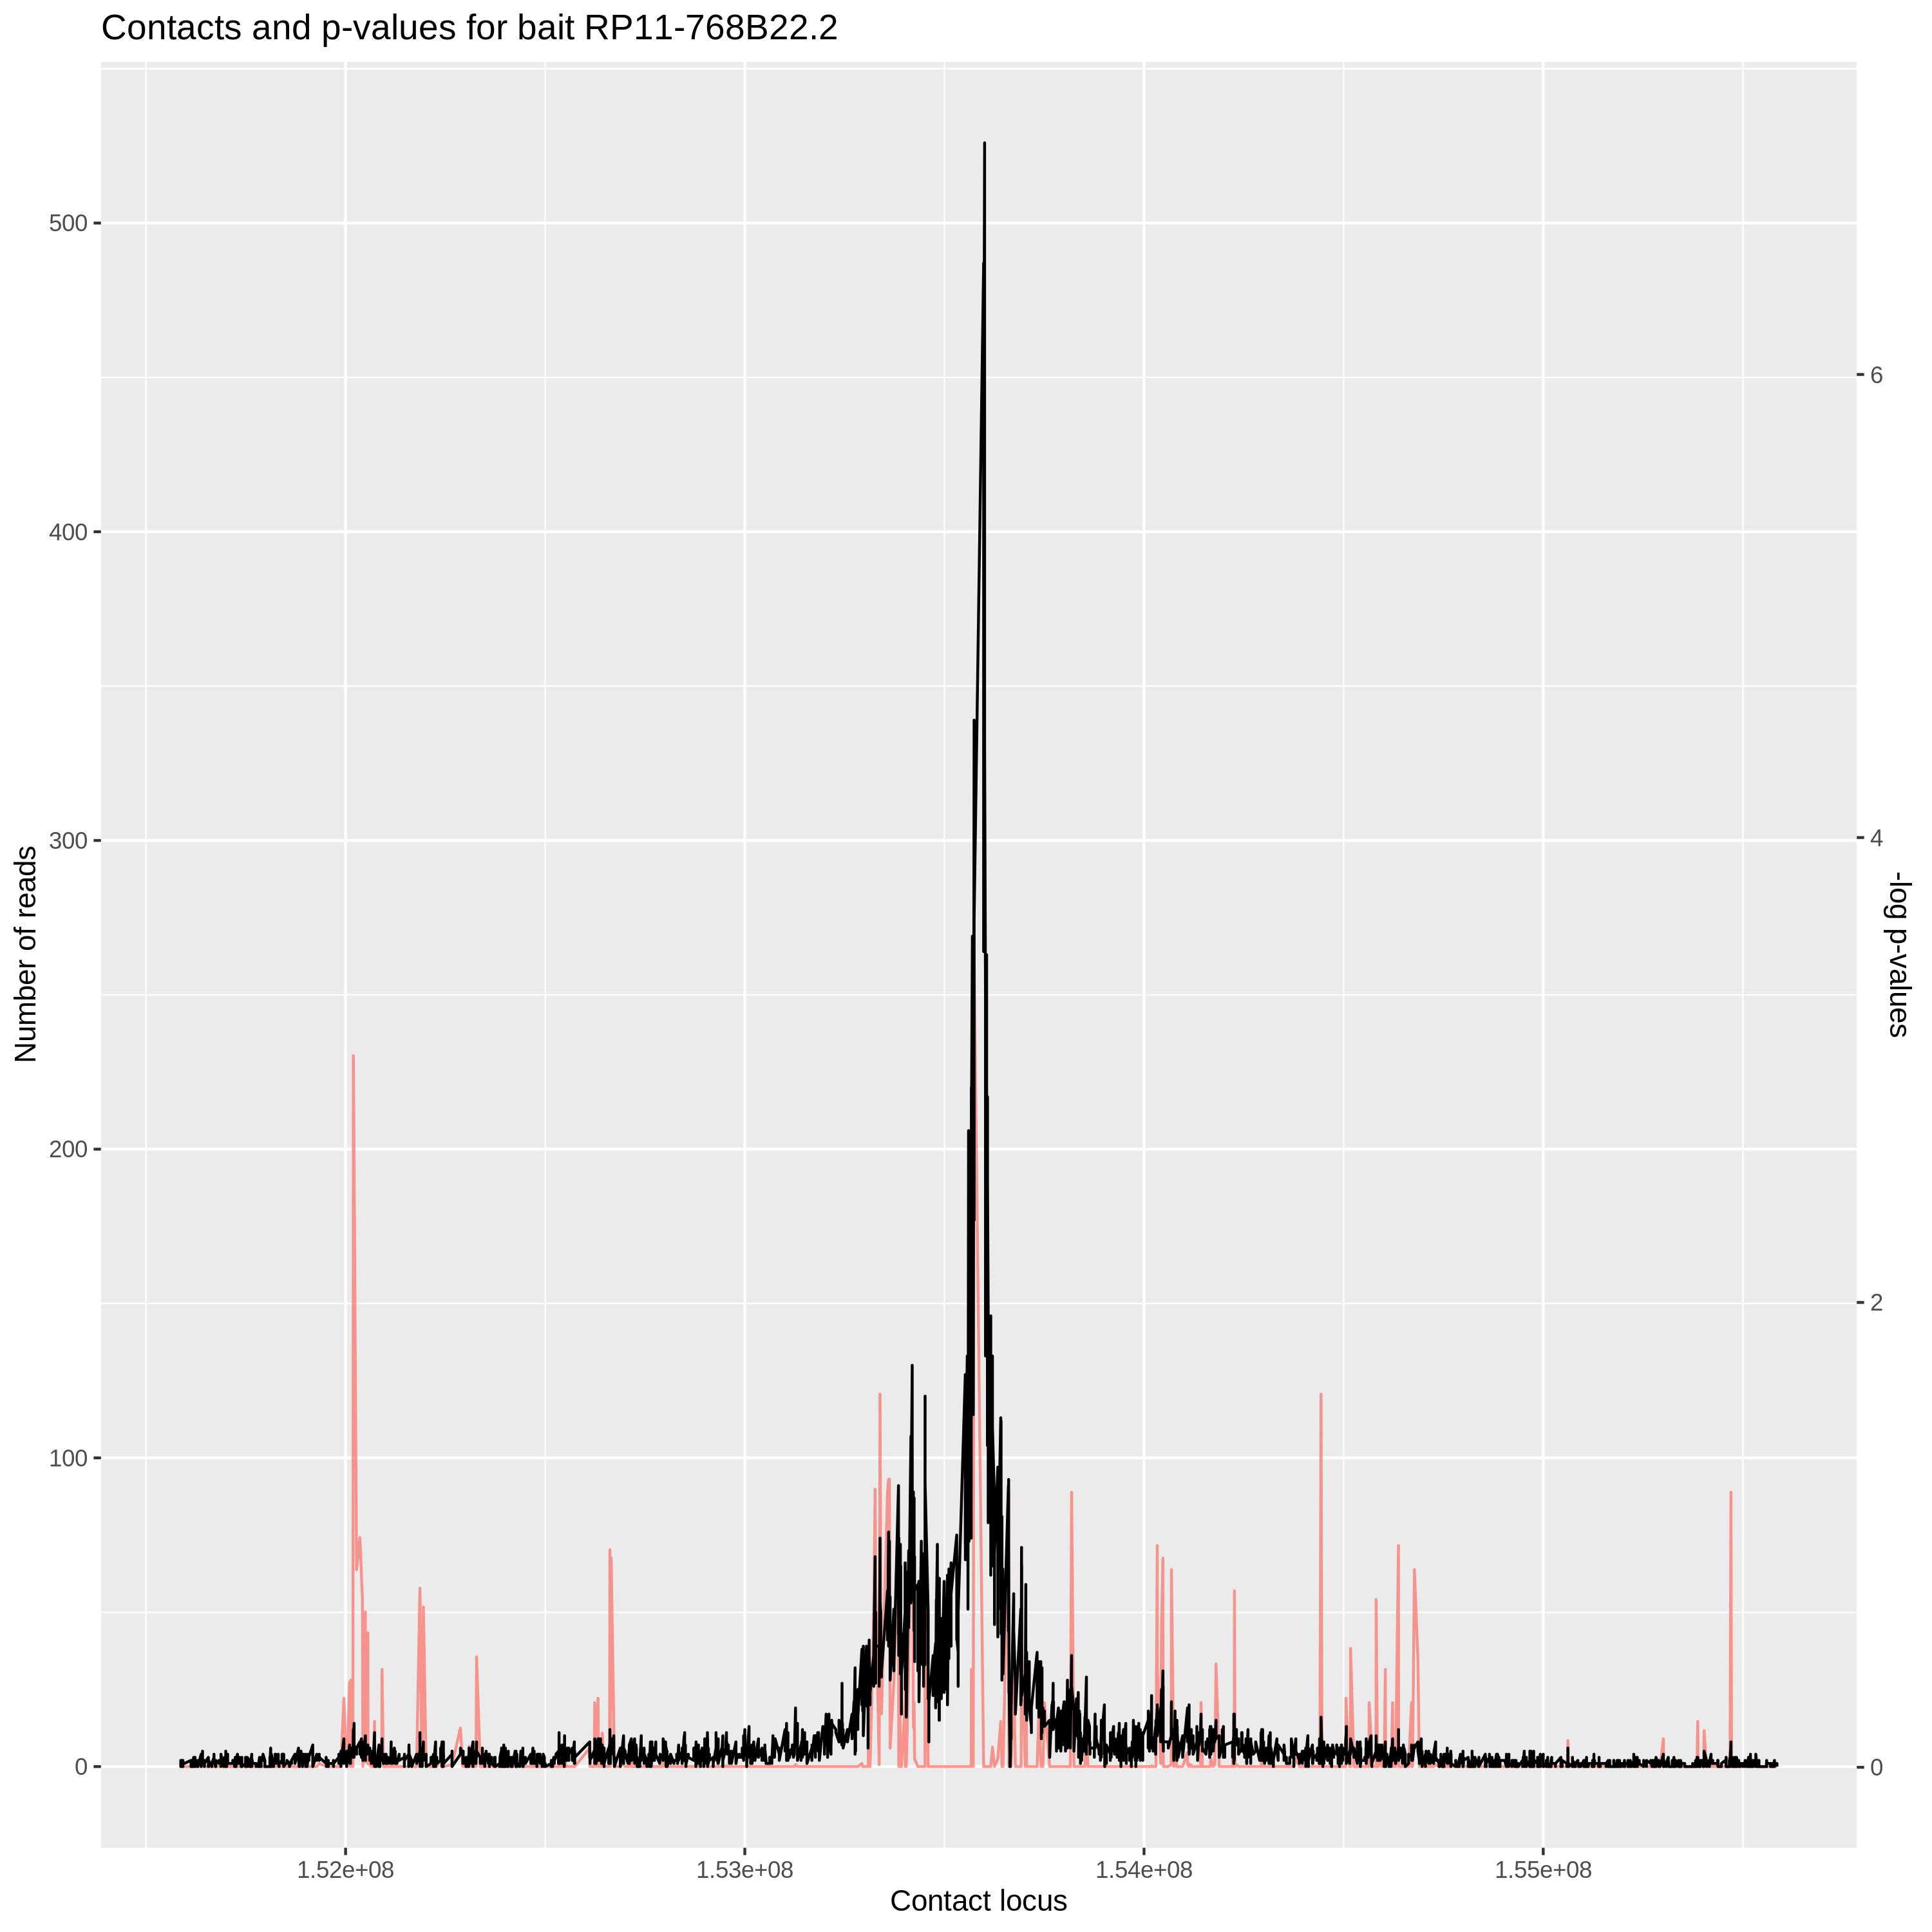 Contacts and p-values for bait RP11-768B22.2
500
400
300
200
100
0
Number of reads
6
4
2
0
-log p-values
1.52e+08
1.53e+08
1.54e+08
1.55e+08
Contact locus